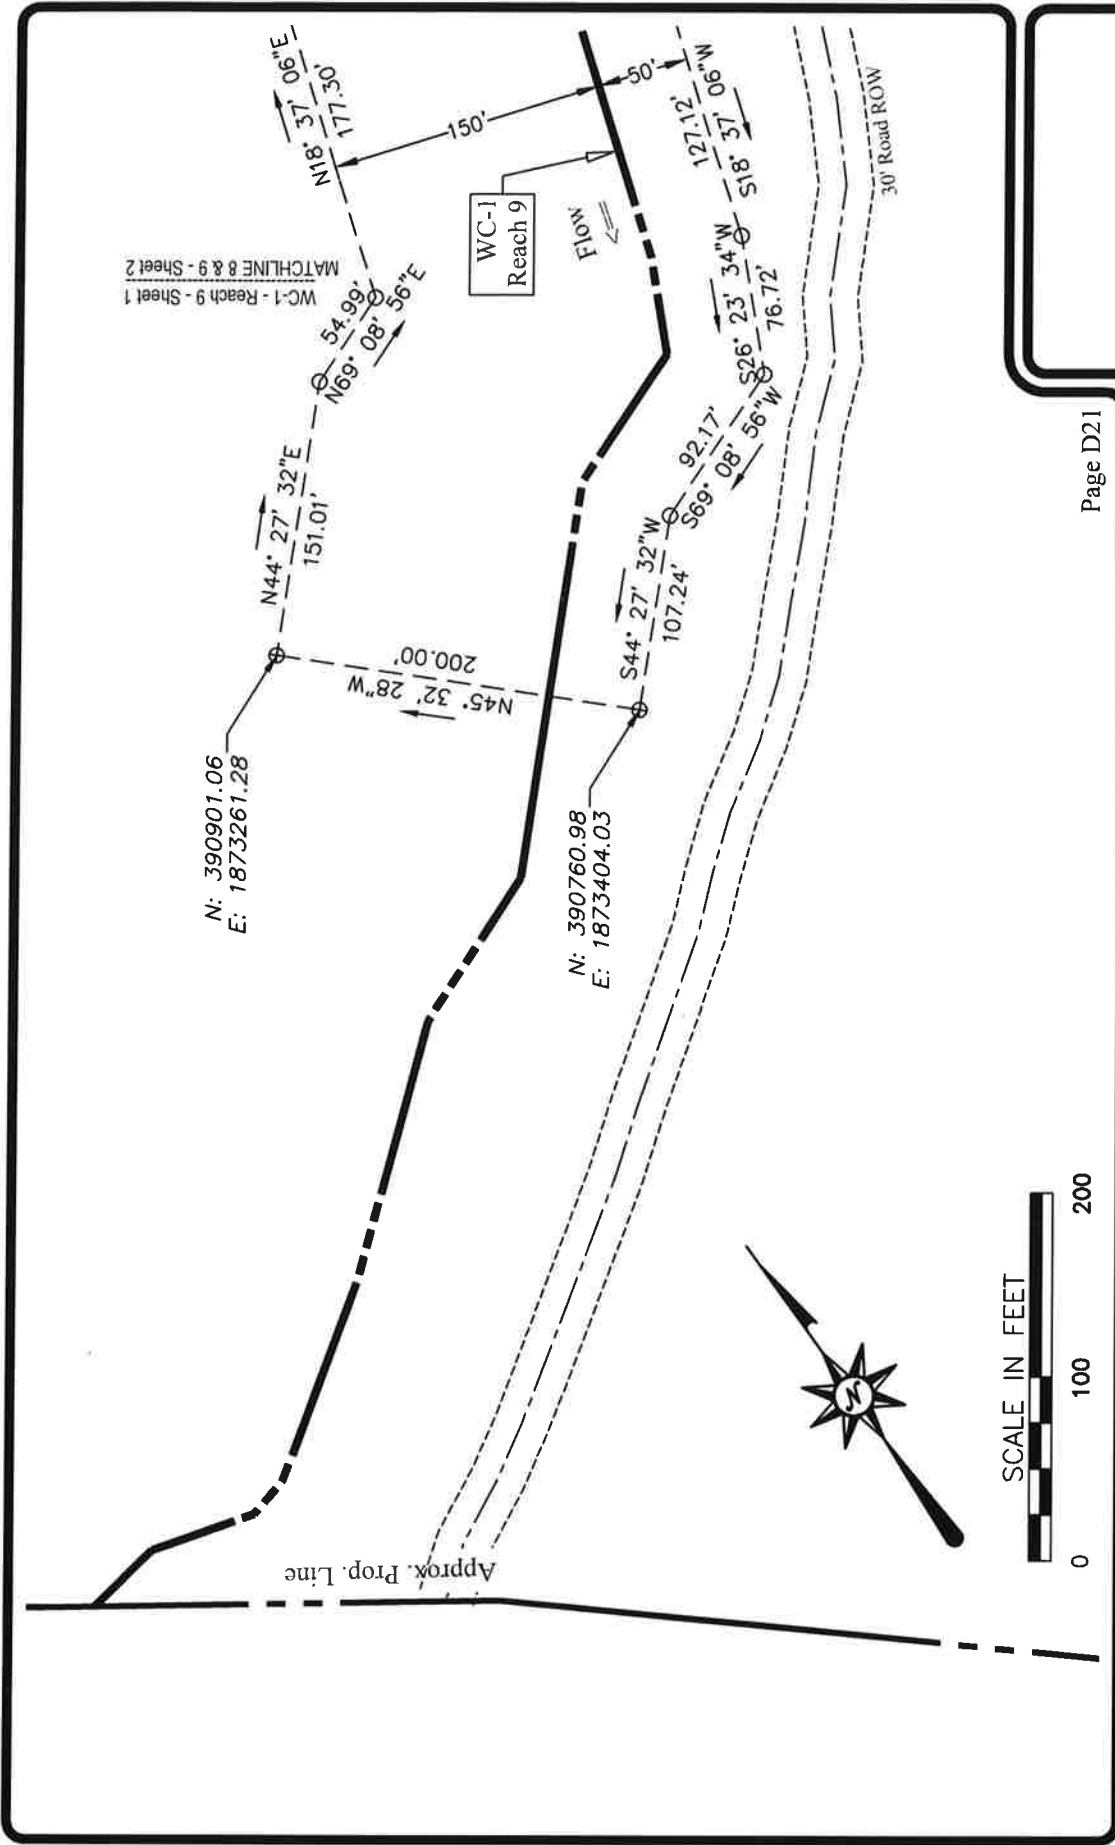 N18° 37' 06"E
177.30'
150'
50'
127.12'
S18° 37' 06"W
30' Road ROW
WC-1
Reach 9
Flow
WC-1 - Reach 9 - Sheet 1
MATCHLINE 8 & 9 - Sheet 2
54.99'
N69° 08' 56"E
N44° 27' 32"E
151.01'
S26° 23' 34"W
76.72'
92.17'
S69° 08' 56"W
S44° 27' 32"W
107.24'
N45° 32' 28"W
200.00'
N: 390901.06
E: 1873261.28
N: 390760.98
E: 1873404.03
Approx. Prop. Line
N
SCALE IN FEET
0 100 200
Page D21